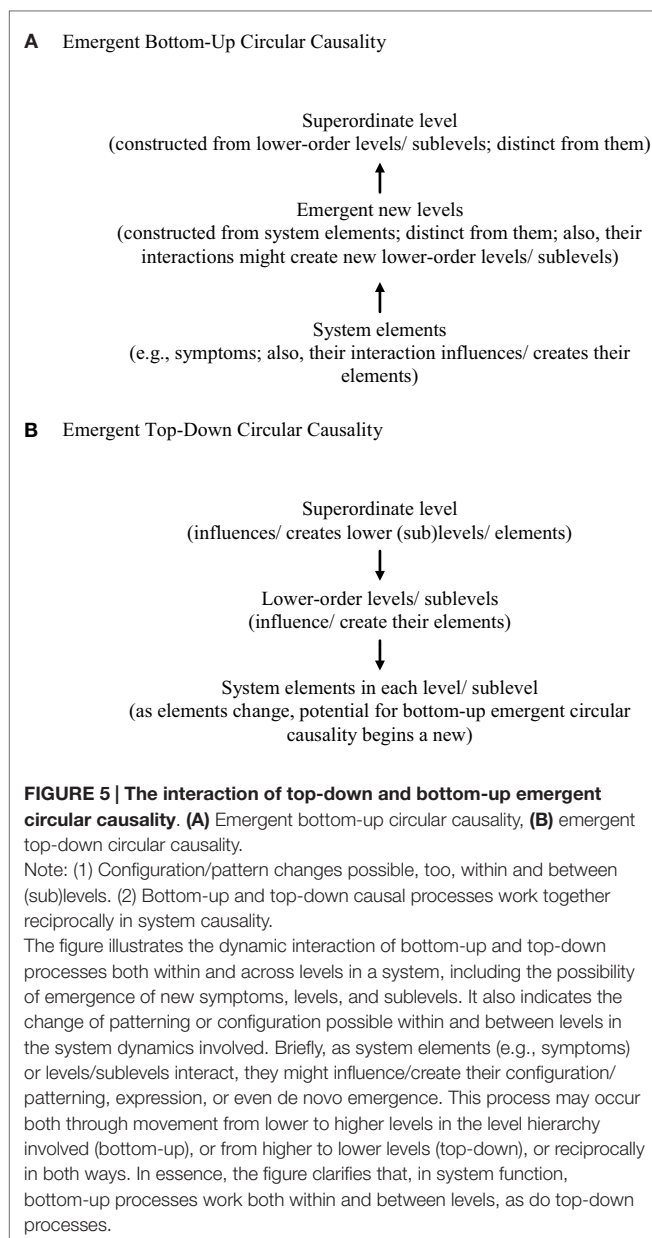 A Emergent Bottom-Up Circular Causality
Superordinate level
(constructed from lower-order levels/ sublevels; distinct from them)
Emergent new levels
(constructed from system elements; distinct from them; also, their
interactions might create new lower-order levels/ sublevels)
System elements
(e.g., symptoms; also, their interaction influences/ creates their
elements)
B Emergent Top-Down Circular Causality
Superordinate level
(influences/ creates lower (sub)levels/ elements)
Lower-order levels/ sublevels
(influence/ create their elements)
System elements in each level/ sublevel
(as elements change, potential for bottom-up emergent circular
causality begins a new)
FIGURE 5 | The interaction of top-down and bottom-up emergent
circular causality. (A) Emergent bottom-up circular causality, (B) emergent
top-down circular causality.
Note: (1) Configuration/pattern changes possible, too, within and between
(sub)levels. (2) Bottom-up and top-down causal processes work together
reciprocally in system causality.
The figure illustrates the dynamic interaction of bottom-up and top-down
processes both within and across levels in a system, including the possibility
of emergence of new symptoms, levels, and sublevels. It also indicates the
change of patterning or configuration possible within and between levels in
the system dynamics involved. Briefly, as system elements (e.g., symptoms)
or levels/sublevels interact, they might influence/create their configuration/
patterning, expression, or even de novo emergence. This process may occur
both through movement from lower to higher levels in the level hierarchy
involved (bottom-up), or from higher to lower levels (top-down), or reciprocally
in both ways. In essence, the figure clarifies that, in system function,
bottom-up processes work both within and between levels, as do top-down
processes.